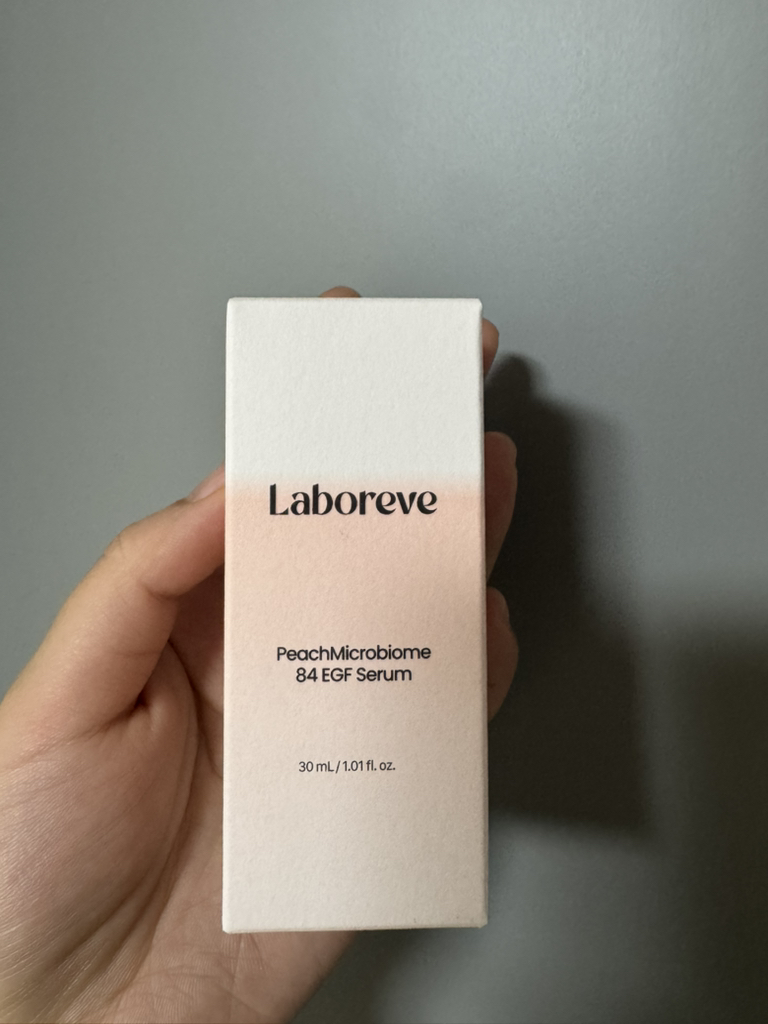 Laboreve
PeachMicrobiome
84 EGF Serum
30 mL / 1.01 fl. oz.